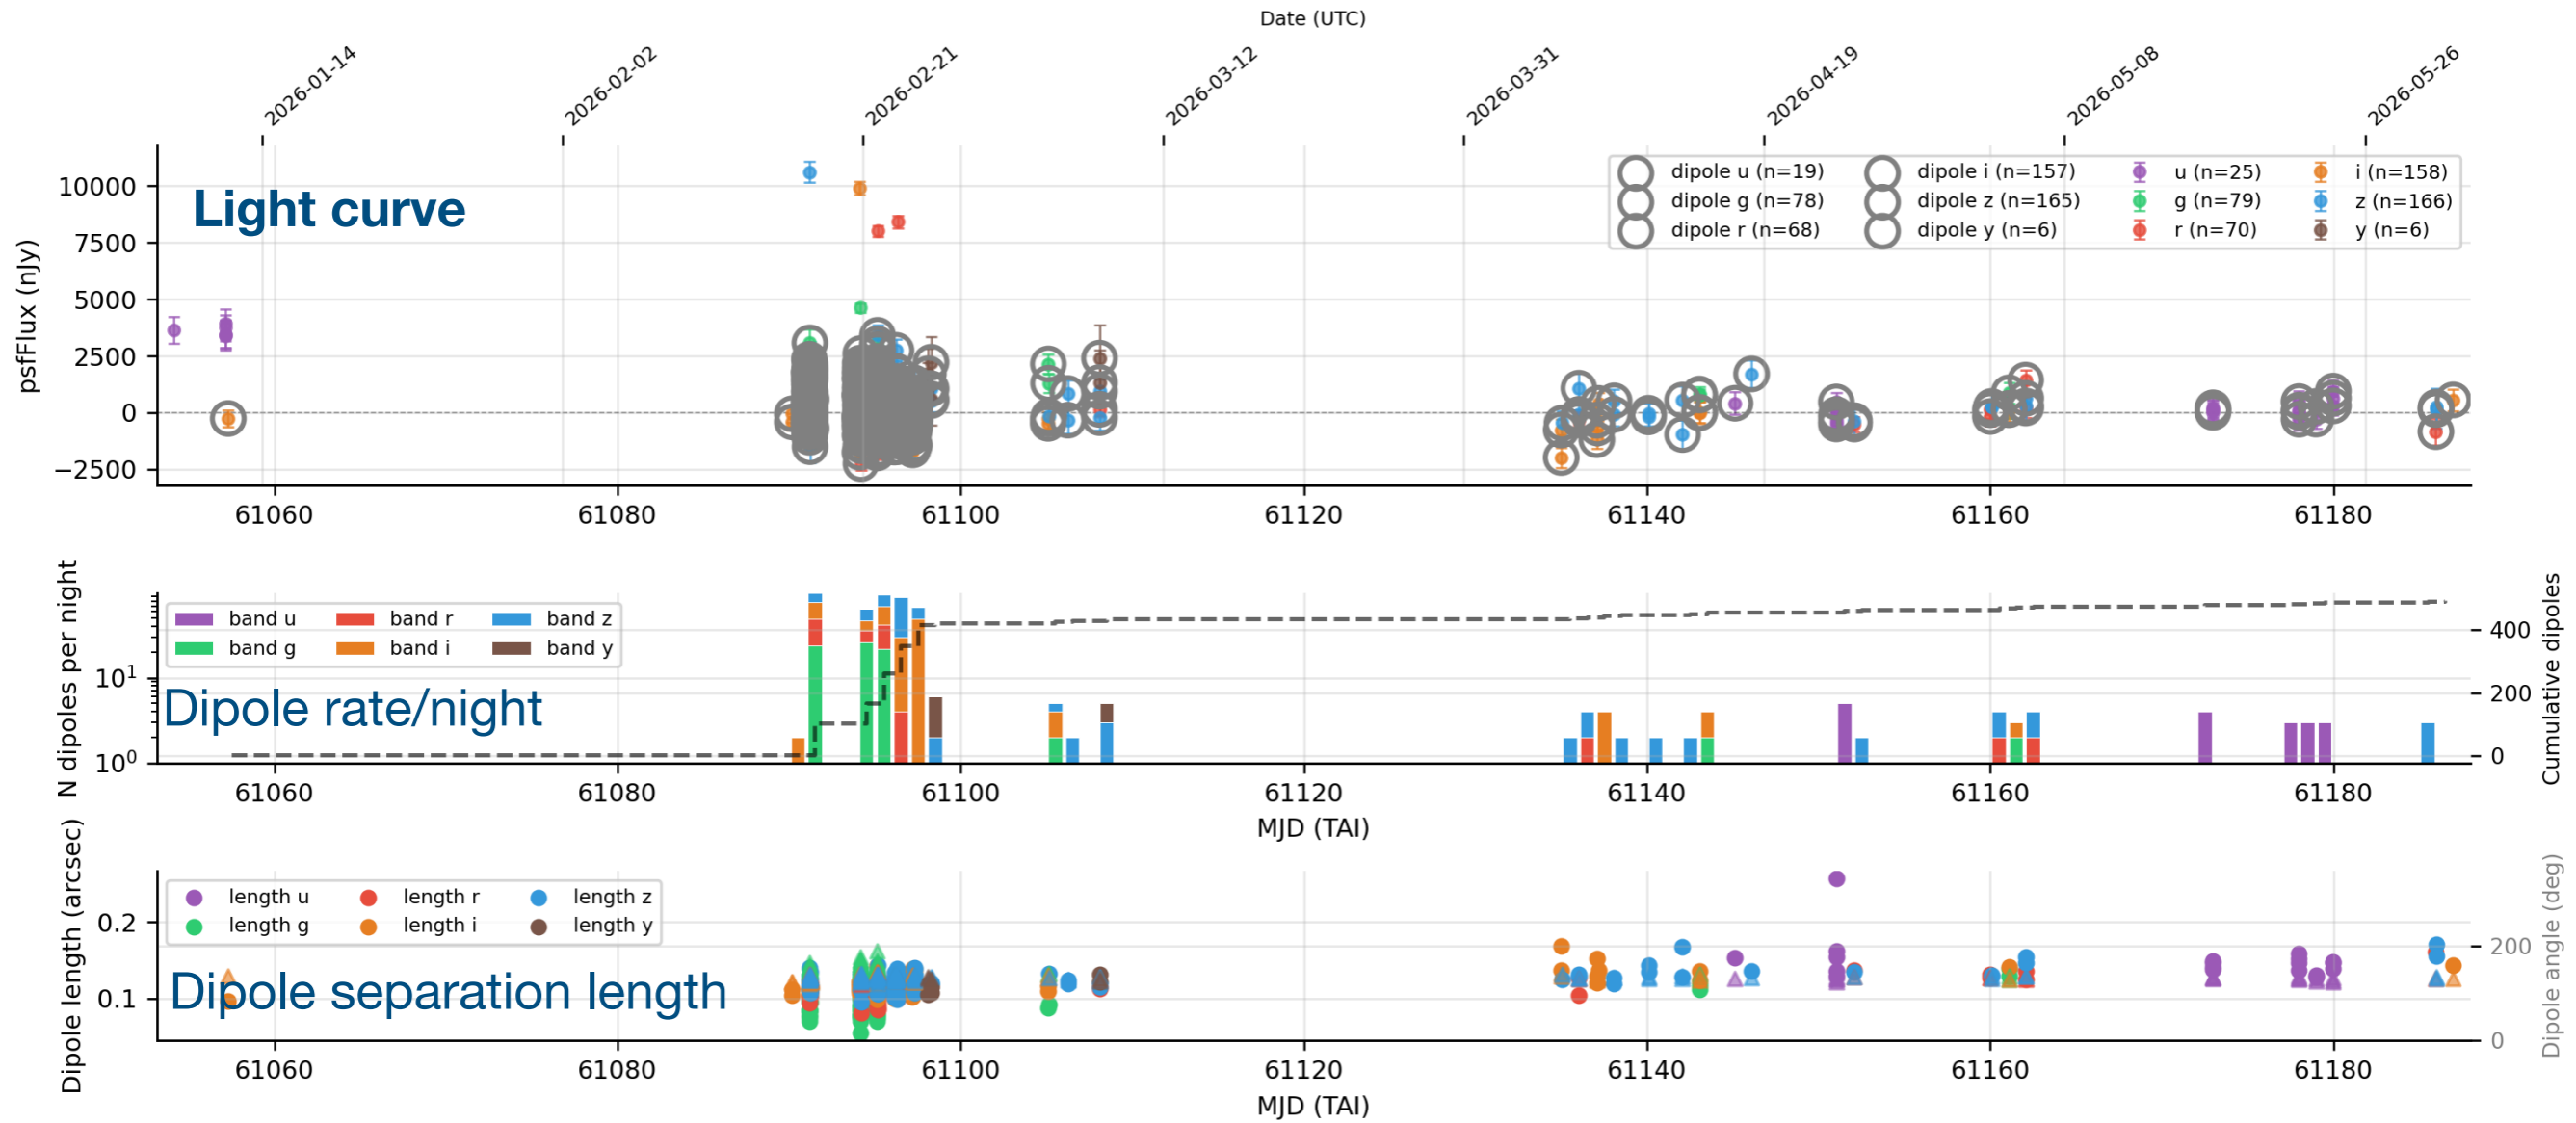 Date (UTC)
2026-01-14 2026-02-02 2026-02-21 2026-03-12 2026-03-31 2026-04-19 2026-05-08 2026-05-26
Light curve
psfFlux (nJy)
10000
7500
5000
2500
0
−2500
dipole u (n=19) dipole i (n=157) u (n=25) i (n=158)
dipole g (n=78) dipole z (n=165) g (n=79) z (n=166)
dipole r (n=68) dipole y (n=6) r (n=70) y (n=6)
61060 61080 61100 61120 61140 61160 61180
N dipoles per night
10¹
10⁰
band u band r band z
band g band i band y
Dipole rate/night
Cumulative dipoles
400
200
0
61060 61080 61100 61120 61140 61160 61180
MJD (TAI)
Dipole length (arcsec)
0.2
0.1
length u length r length z
length g length i length y
Dipole separation length
Dipole angle (deg)
200
0
61060 61080 61100 61120 61140 61160 61180
MJD (TAI)